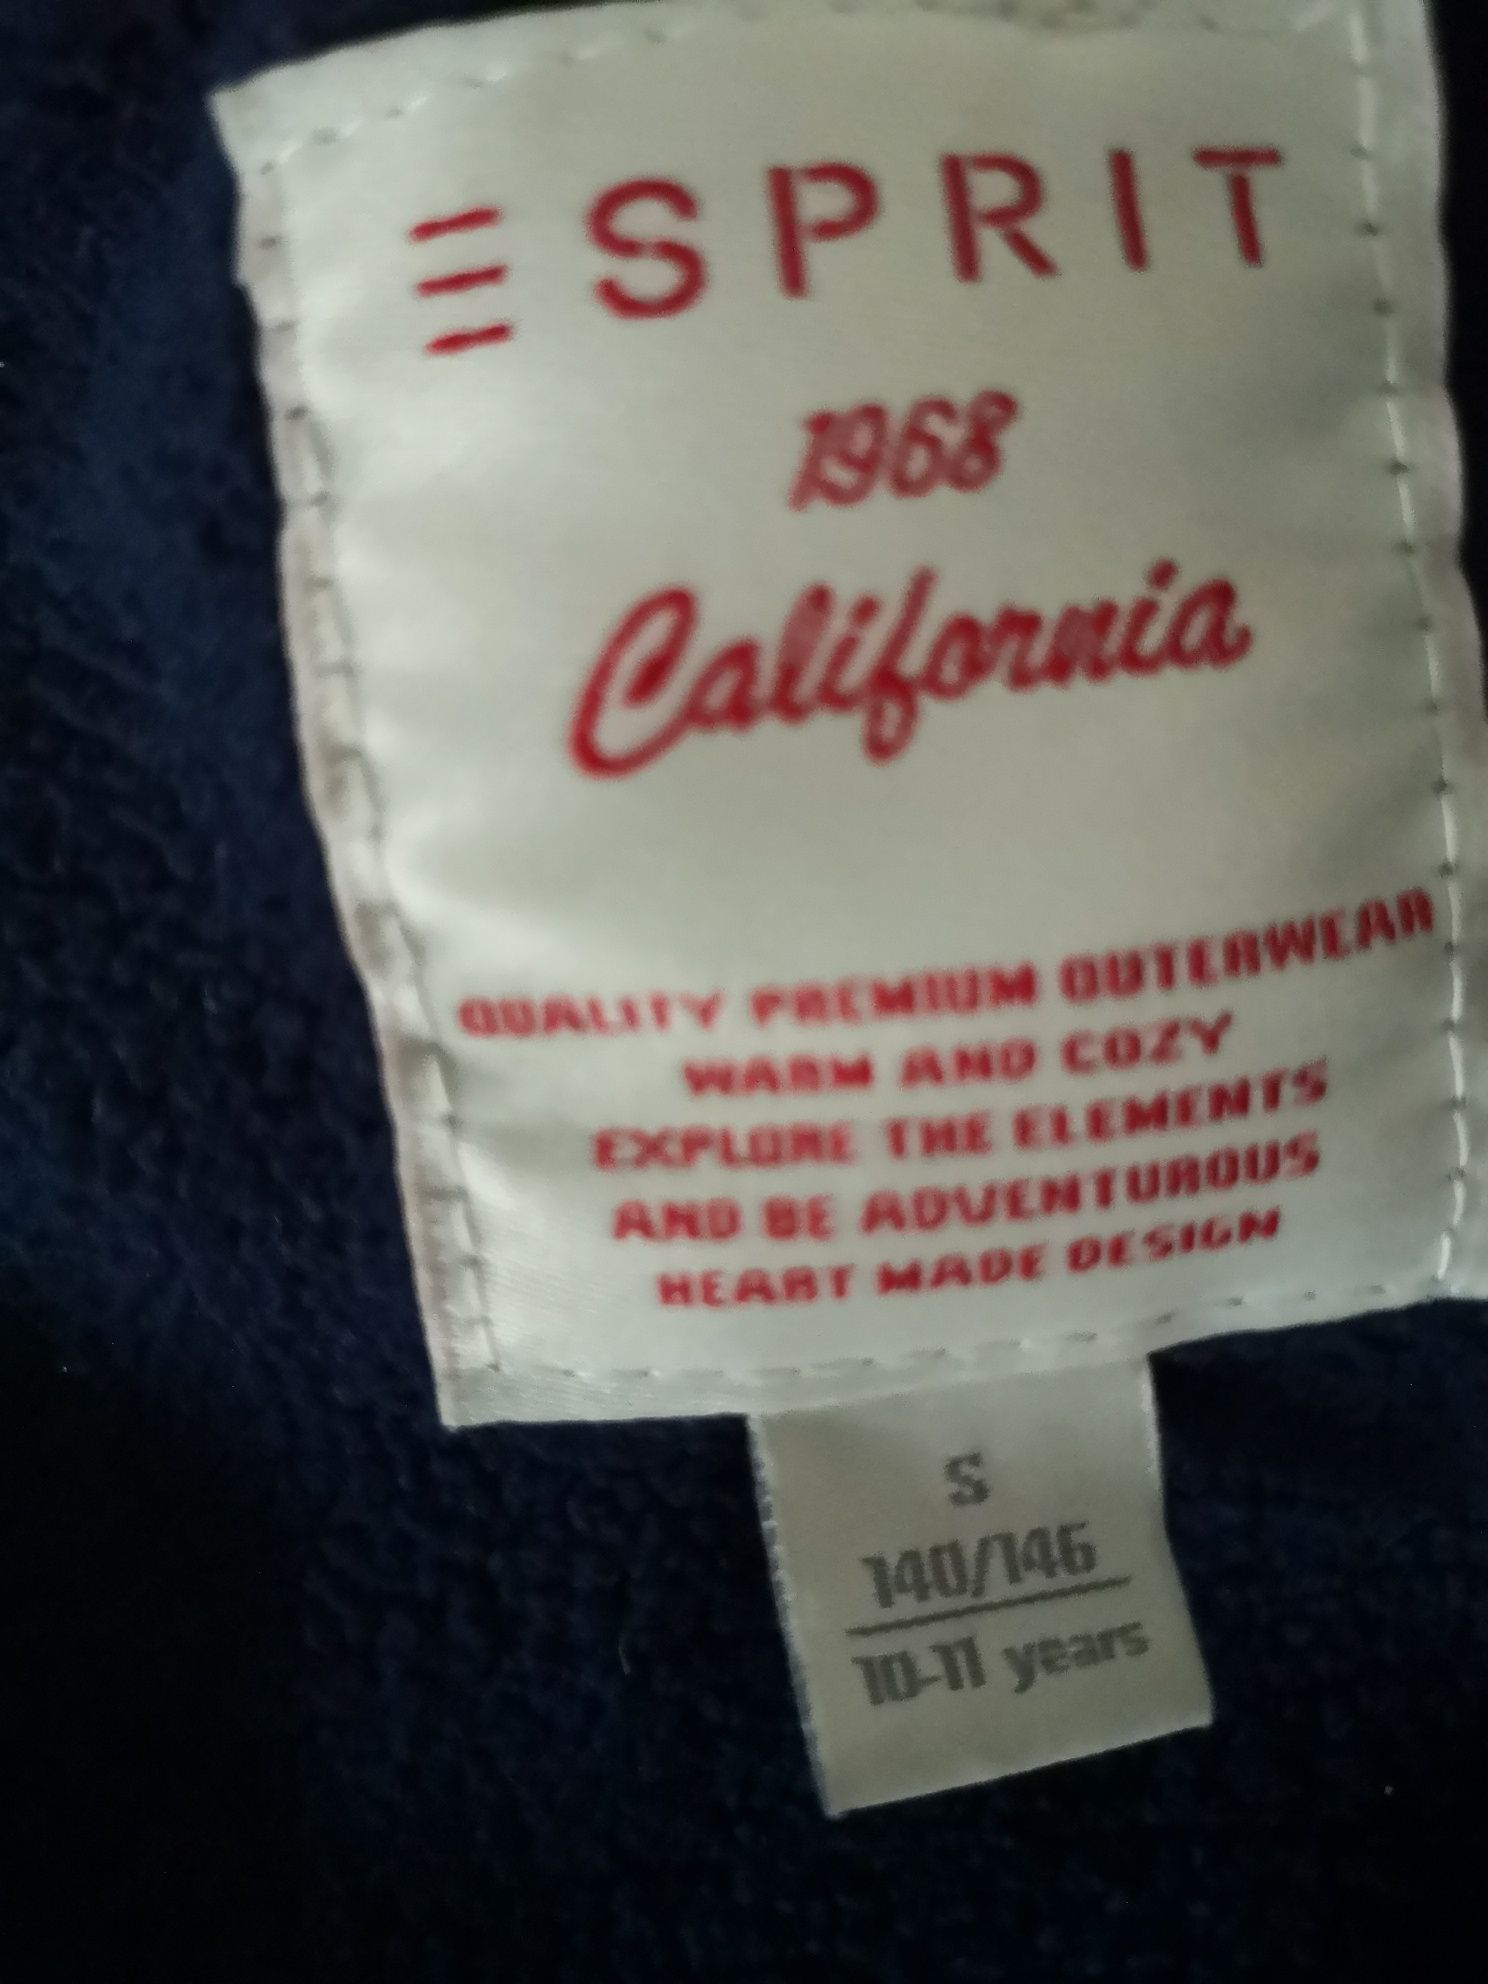 ESPRIT
1968
California
QUALITY PREMIUM OUTERWEAR
WARM AND COZY
EXPLORE THE ELEMENTS
AND BE ADVENTUROUS
HEART MADE DESIGN
S
140/146
10-11 years